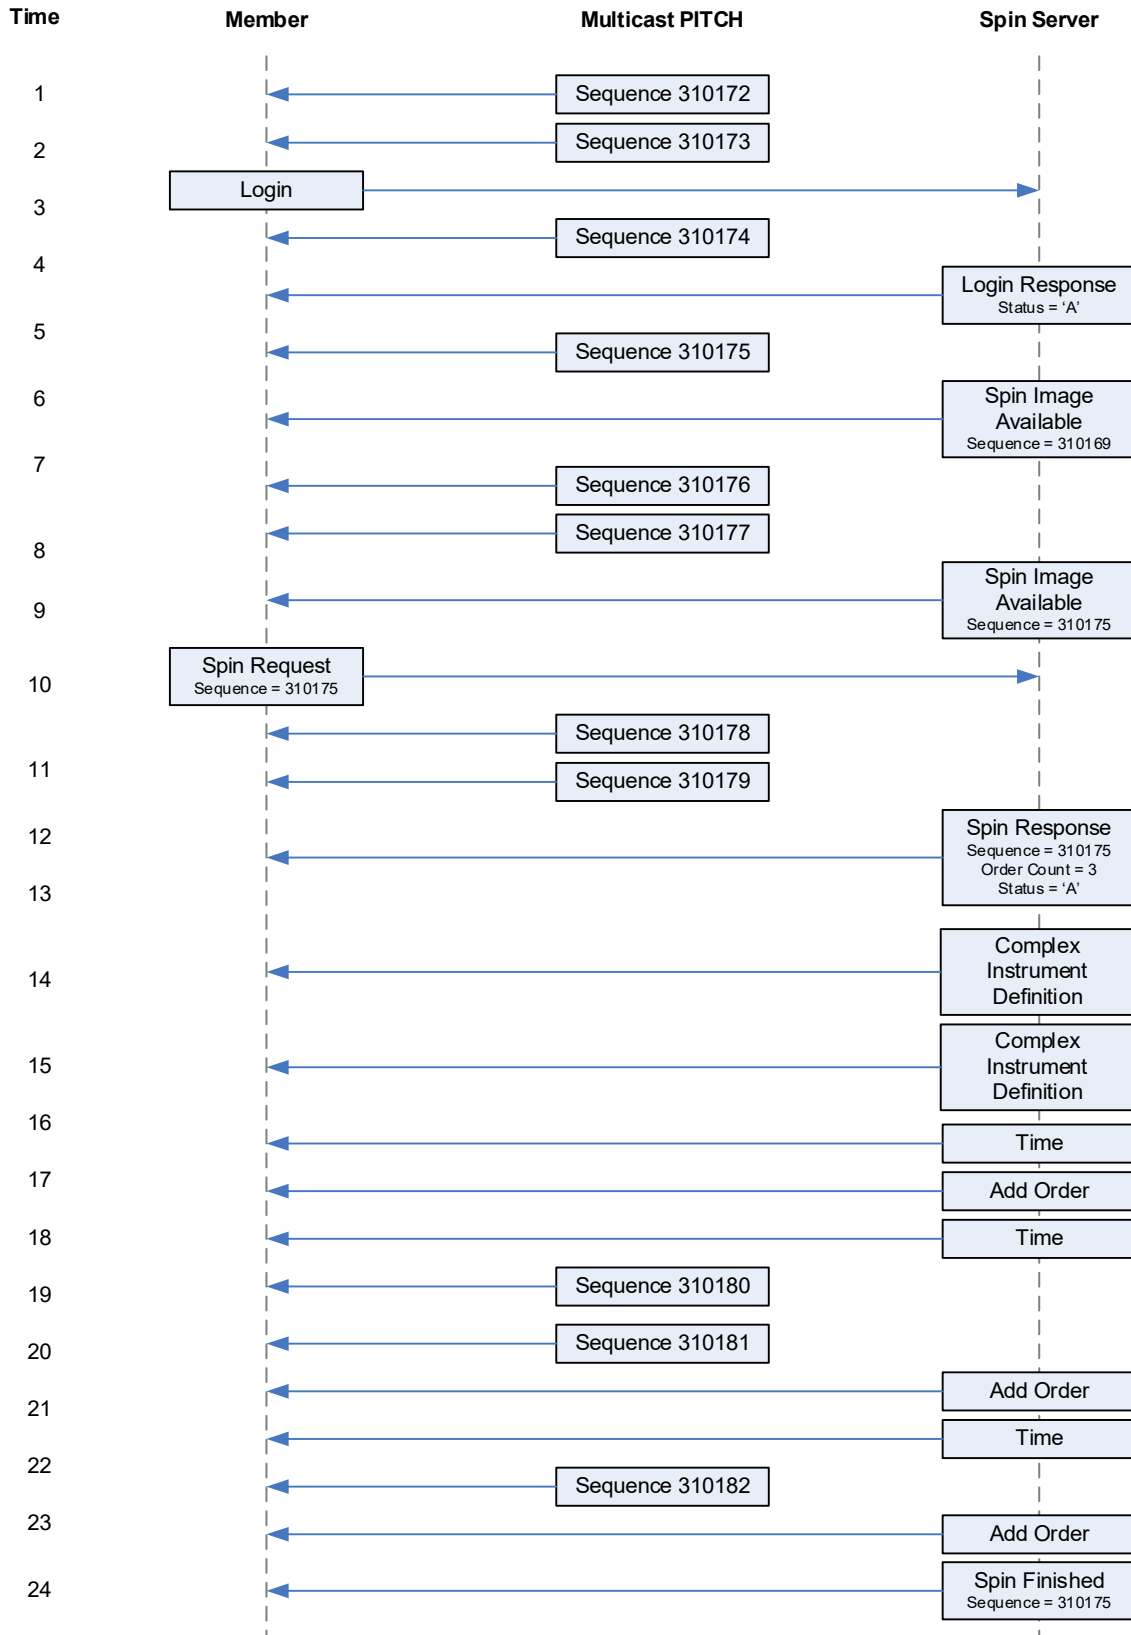 Time
Member
Multicast PITCH
Spin Server
1
Sequence 310172
2
Sequence 310173
Login
3
Sequence 310174
4
Login Response
Status = ‘A’
5
Sequence 310175
6
Spin Image
Available
Sequence = 310169
7
Sequence 310176
Sequence 310177
8
Spin Image
Available
Sequence = 310175
9
Spin Request
Sequence = 310175
10
Sequence 310178
11
Sequence 310179
12
Spin Response
Sequence = 310175
Order Count = 3
Status = ‘A’
13
Complex
Instrument
Definition
14
Complex
Instrument
Definition
15
16
Time
17
Add Order
18
Time
19
Sequence 310180
20
Sequence 310181
Add Order
21
Time
22
Sequence 310182
23
Add Order
24
Spin Finished
Sequence = 310175